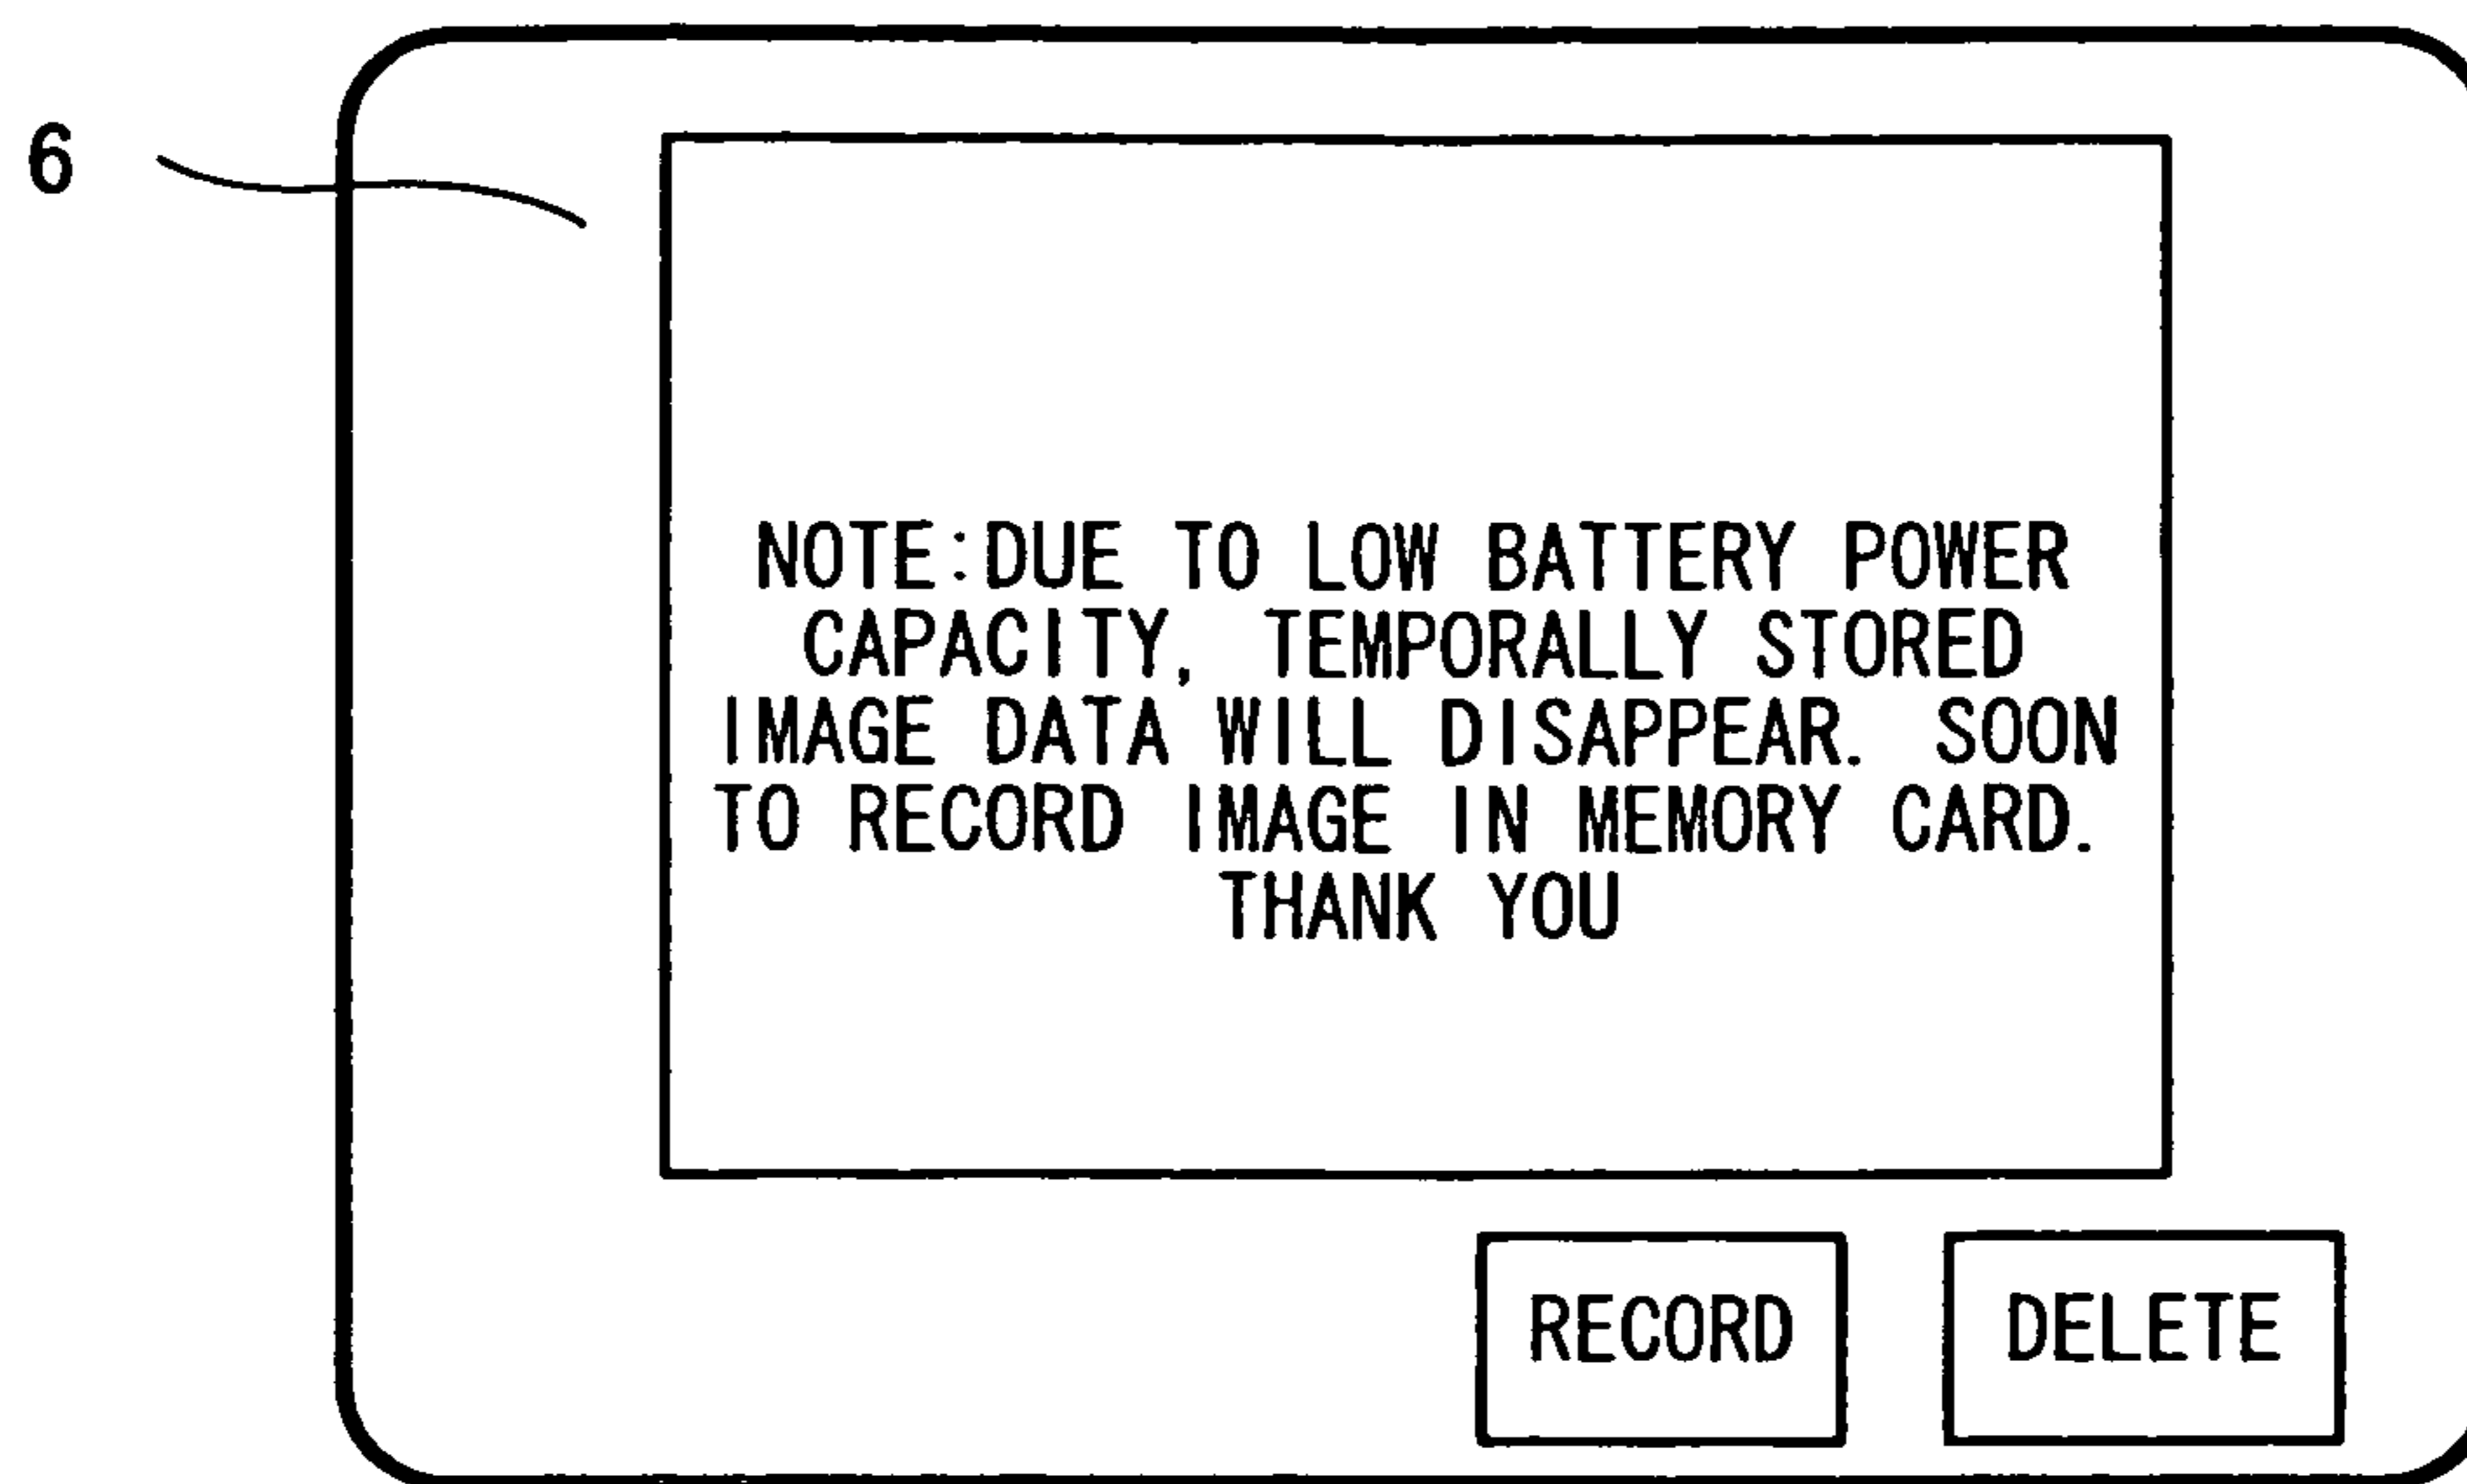 6
NOTE:DUE TO LOW BATTERY POWER
CAPACITY, TEMPORALLY STORED
IMAGE DATA WILL DISAPPEAR. SOON
TO RECORD IMAGE IN MEMORY CARD.
THANK YOU
RECORD DELETE